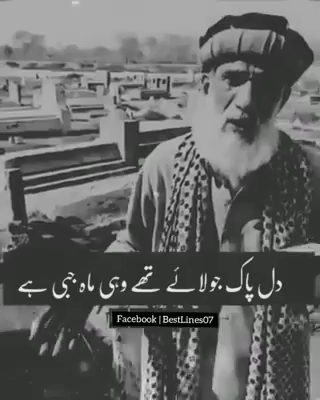 دل پاک جو لائے تھے وہی ماہ جبی ہے
Facebook | BestLines07